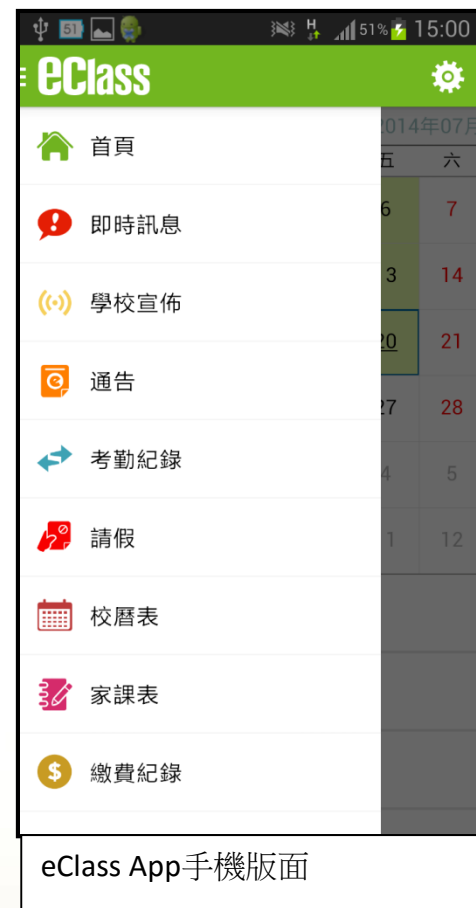 51 H 51% 15:00
eClass
首頁
即時訊息
學校宣佈
通告
考勤紀錄
請假
校曆表
家課表
繳費紀錄
2014年07月
五 六
6 7
13 14
20 21
27 28
4 5
11 12
eClass App手機版面